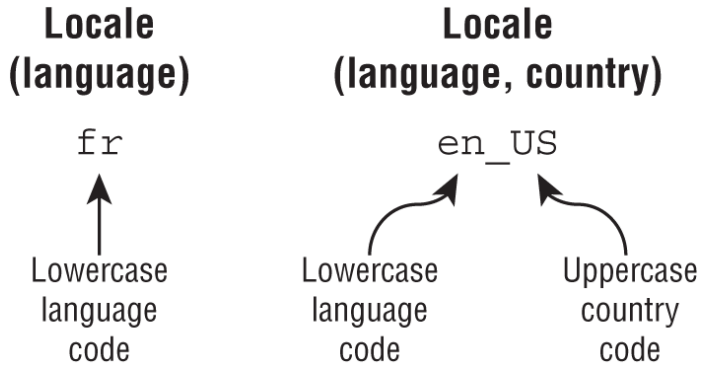 Locale
(language)
fr
Lowercase
language
code
Locale
(language, country)
en_US
Lowercase
language
code
Uppercase
country
code